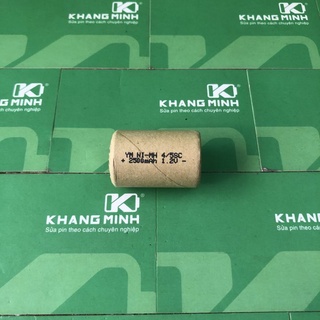 KHANG MINH
Sửa pin theo cách chuyên nghiệp
KHANG MINH
Sửa pin theo cách chuyên nghiệp
YM NI-MH 4/5SC
+ 2500mAh 1.2V -
KHANG MINH
Sửa pin theo cách chuyên nghiệp
KHANG MINH
Sửa pin theo cách chuyên nghiệp